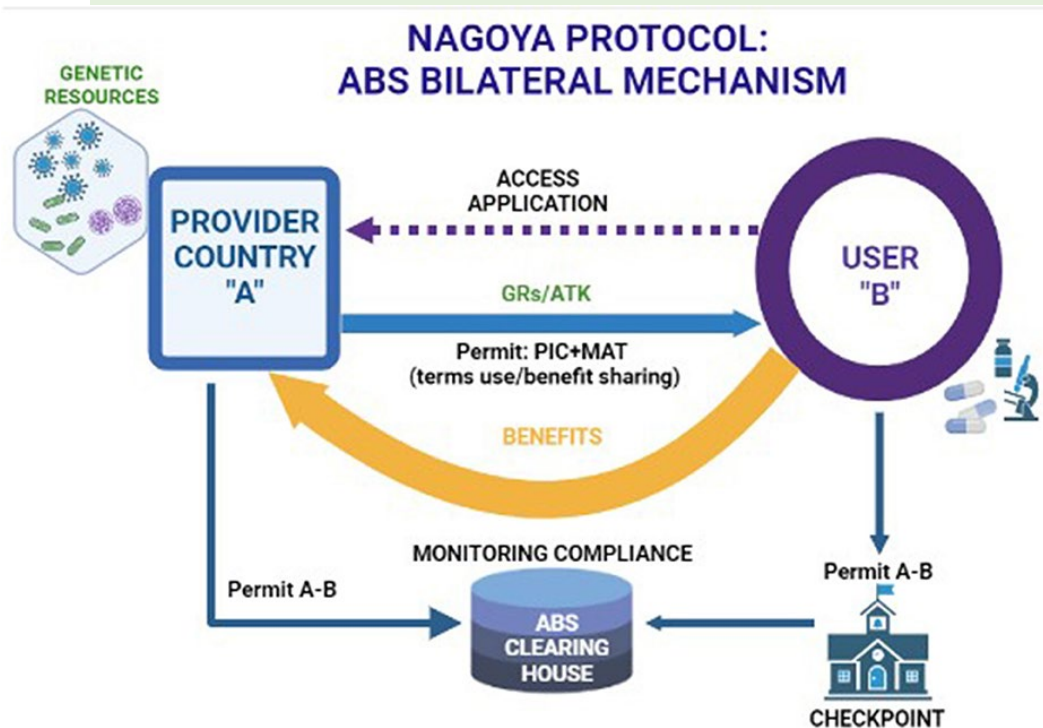 NAGOYA PROTOCOL:
ABS BILATERAL MECHANISM
GENETIC
RESOURCES
PROVIDER
COUNTRY
"A"
ACCESS
APPLICATION
USER
"B"
GRs/ATK
Permit: PIC+MAT
(terms use/benefit sharing)
BENEFITS
MONITORING COMPLIANCE
Permit A-B
ABS
CLEARING
HOUSE
Permit A-B
CHECKPOINT